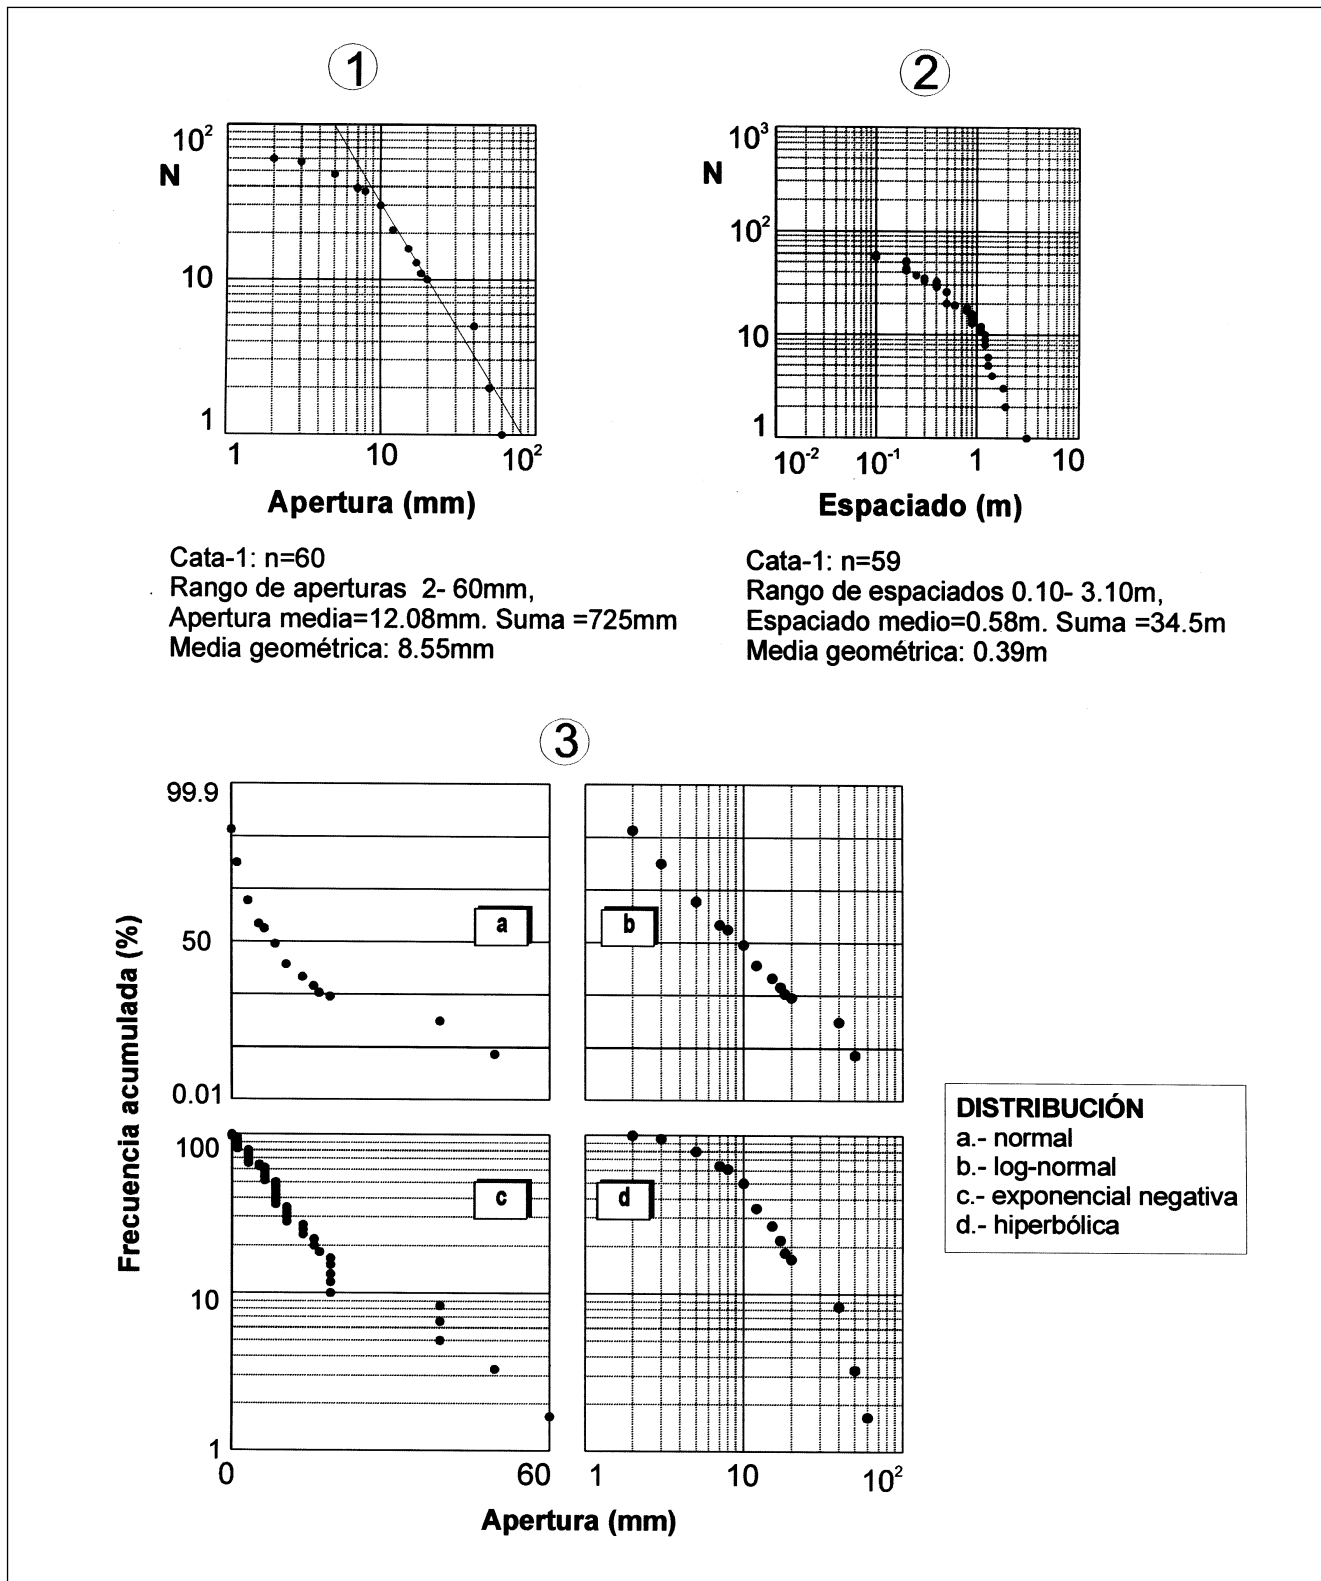 1
10²
N
10
1
1
10
10²
Apertura (mm)
Cata-1: n=60
Rango de aperturas 2- 60mm,
Apertura media=12.08mm. Suma =725mm
Media geométrica: 8.55mm
2
10³
N
10²
10
1
10⁻²
10⁻¹
1
10
Espaciado (m)
Cata-1: n=59
Rango de espaciados 0.10- 3.10m,
Espaciado medio=0.58m. Suma =34.5m
Media geométrica: 0.39m
3
Frecuencia acumulada (%)
99.9
50
0.01
a
b
100
10
1
c
d
0
60
1
10
10²
Apertura (mm)
DISTRIBUCIÓN
a.- normal
b.- log-normal
c.- exponencial negativa
d.- hiperbólica